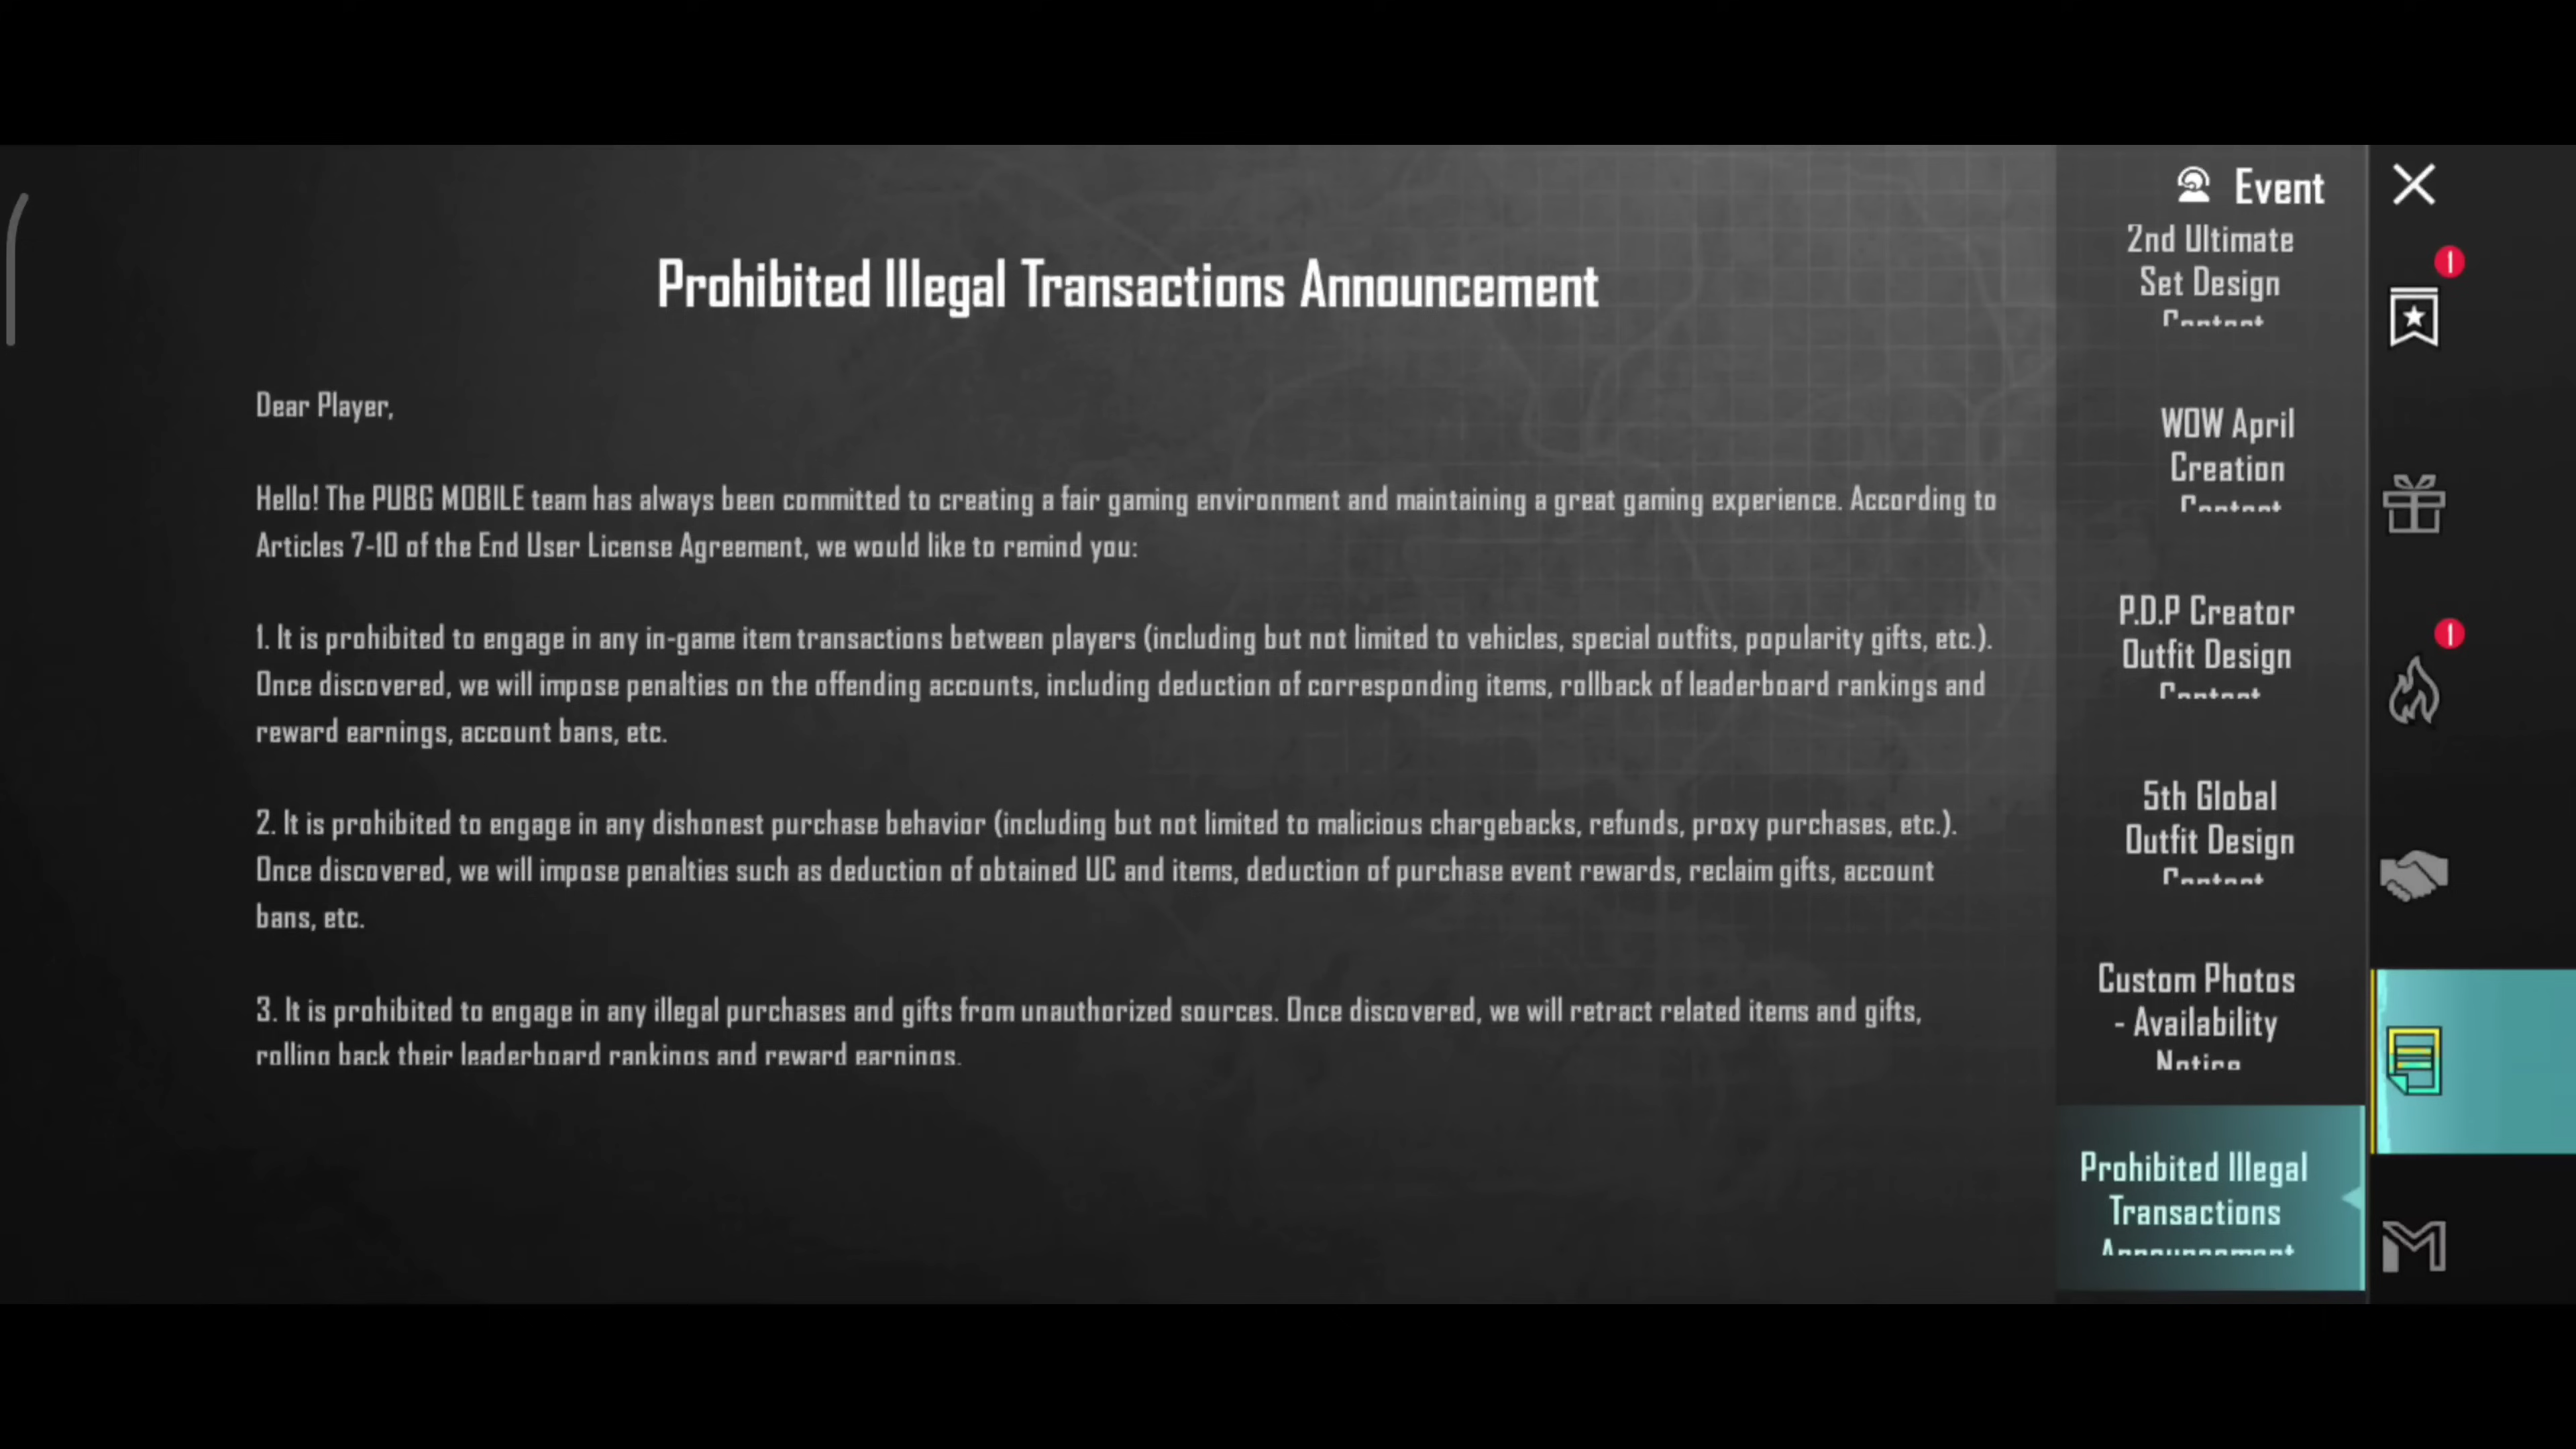 Prohibited Illegal Transactions Announcement
Dear Player,
Hello! The PUBG MOBILE team has always been committed to creating a fair gaming environment and maintaining a great gaming experience. According to
Articles 7-10 of the End User License Agreement, we would like to remind you:
1. It is prohibited to engage in any in-game item transactions between players (including but not limited to vehicles, special outfits, popularity gifts, etc.).
Once discovered, we will impose penalties on the offending accounts, including deduction of corresponding items, rollback of leaderboard rankings and
reward earnings, account bans, etc.
2. It is prohibited to engage in any dishonest purchase behavior (including but not limited to malicious chargebacks, refunds, proxy purchases, etc.).
Once discovered, we will impose penalties such as deduction of obtained UC and items, deduction of purchase event rewards, reclaim gifts, account
bans, etc.
3. It is prohibited to engage in any illegal purchases and gifts from unauthorized sources. Once discovered, we will retract related items and gifts,
rolling back their leaderboard rankings and reward earnings.
Event
2nd Ultimate
Set Design
Contest
WOW April
Creation
Contest
P.D.P Creator
Outfit Design
Contest
5th Global
Outfit Design
Contest
Custom Photos
- Availability
Notice
Prohibited Illegal
Transactions
Announcement
1
1